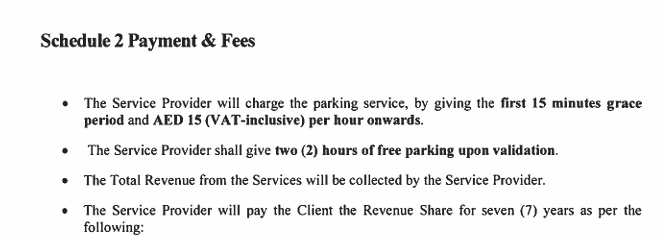 Schedule 2 Payment & Fees
• The Service Provider will charge the parking service, by giving the first 15 minutes grace
period and AED 15 (VAT-inclusive) per hour onwards.
• The Service Provider shall give two (2) hours of free parking upon validation.
• The Total Revenue from the Services will be collected by the Service Provider.
• The Service Provider will pay the Client the Revenue Share for seven (7) years as per the
following: